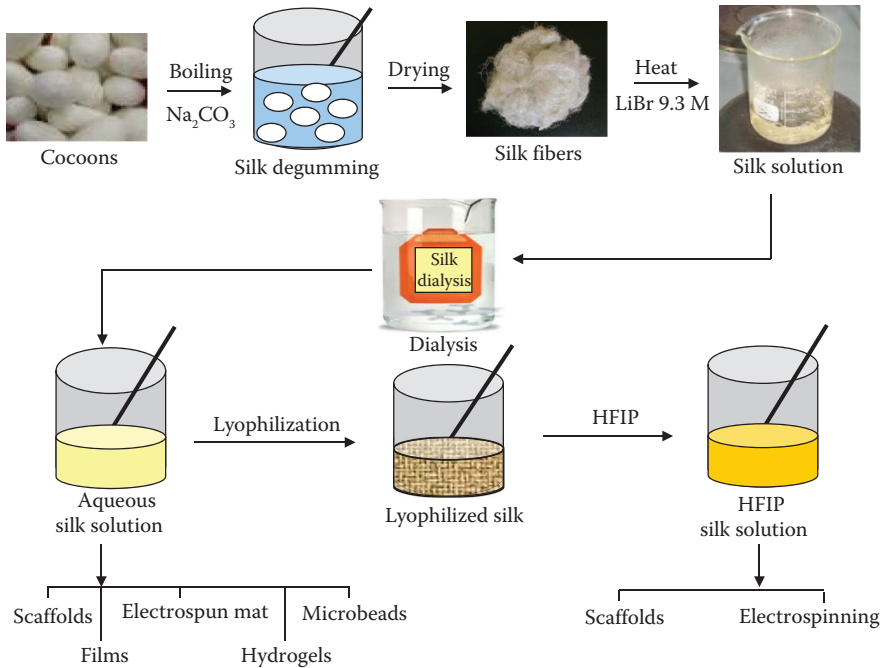 Cocoons
Boiling
Na₂CO₃
Silk degumming
Drying
Silk fibers
Heat
LiBr 9.3 M
Silk solution
Silk
dialysis
Dialysis
Aqueous
silk solution
Lyophilization
Lyophilized silk
HFIP
HFIP
silk solution
Scaffolds
Films
Electrospun mat
Hydrogels
Microbeads
Scaffolds
Electrospinning